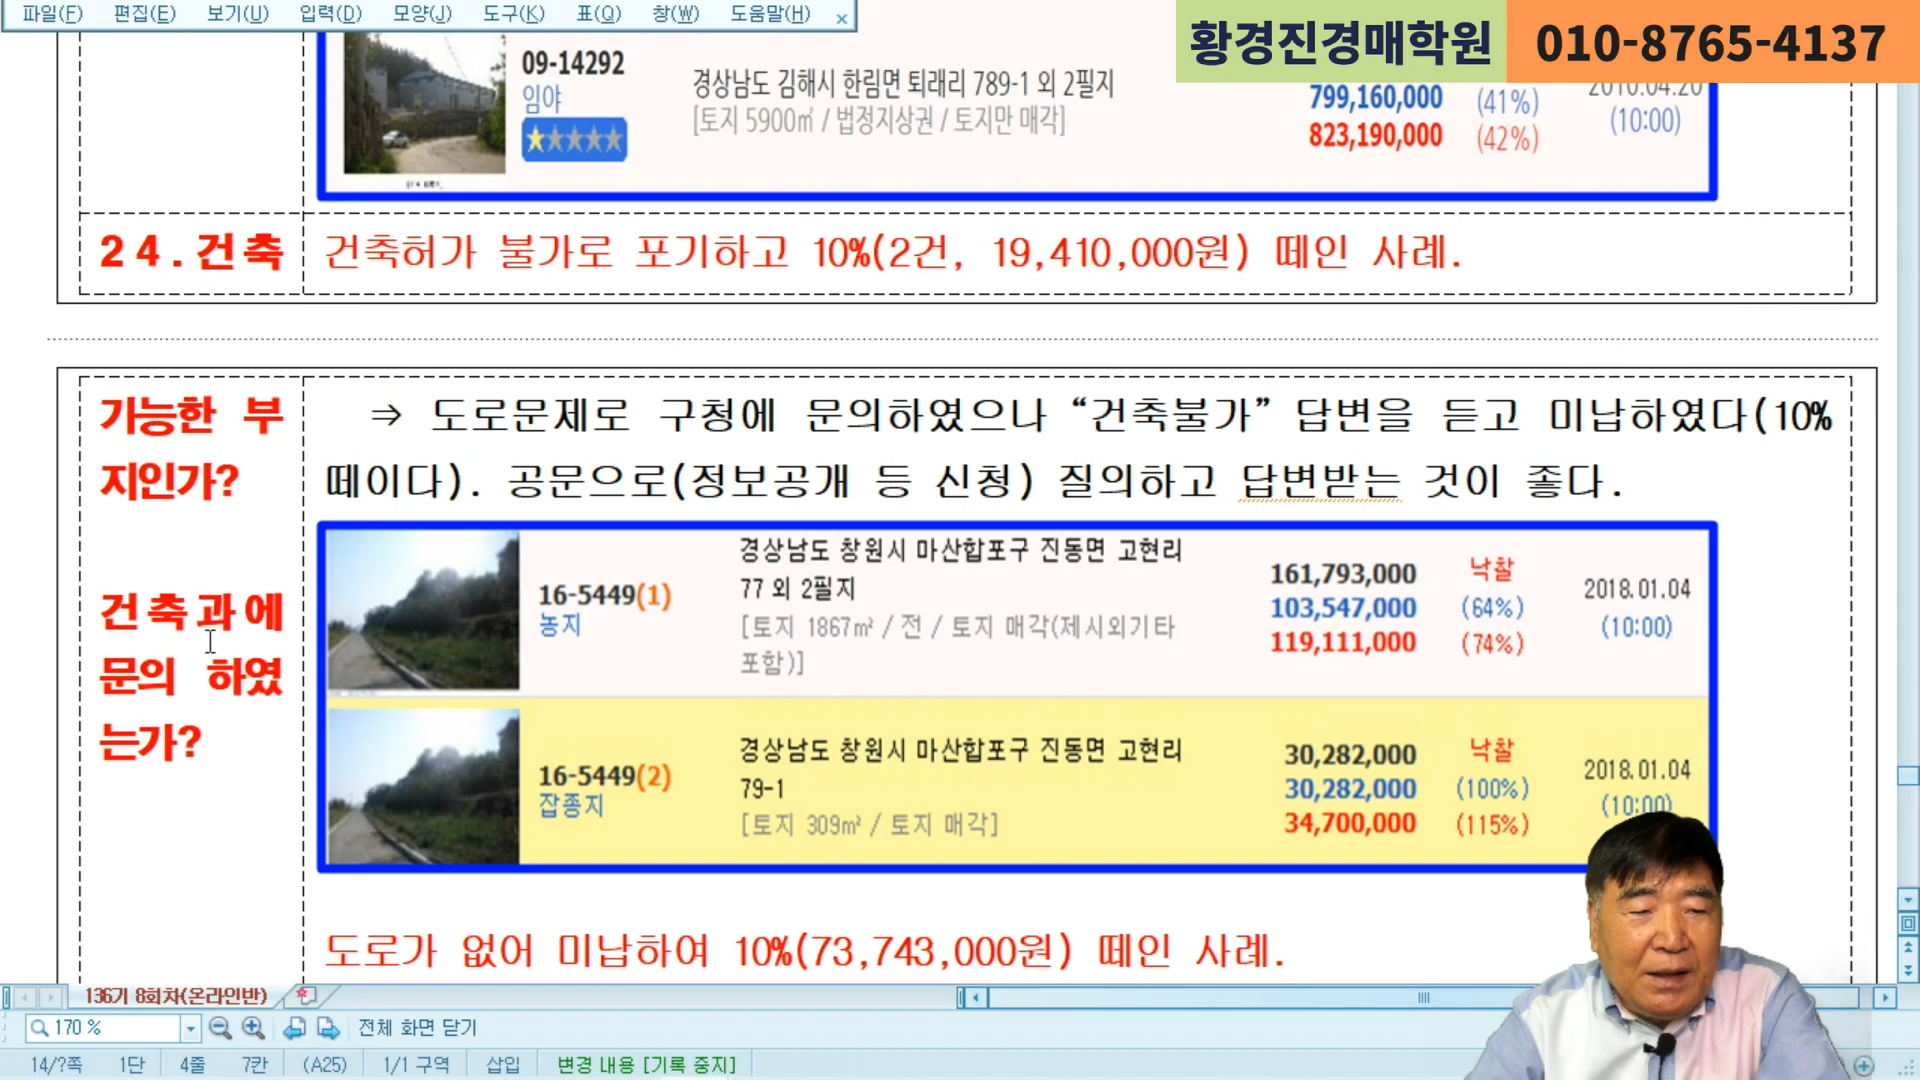 파일(F) 편집(E) 보기(U) 입력(D) 모양(J) 도구(K) 표(Q) 창(W) 도움말(H) x
황경진경매학원 010-8765-4137
09-14292
임야
경상남도 김해시 한림면 퇴래리 789-1 외 2필지
[토지 5900㎡ / 법정지상권 / 토지만 매각]
799,160,000 (41%)
823,190,000 (42%)
2010.04.20
(10:00)
24.건축
건축허가 불가로 포기하고 10%(2건, 19,410,000원) 떼인 사례.
가능한 부
지인가?
⇒ 도로문제로 구청에 문의하였으나 “건축불가” 답변을 듣고 미납하였다(10%
떼이다). 공문으로(정보공개 등 신청) 질의하고 답변받는 것이 좋다.
건축과에
문의 하였
는가?
16-5449(1)
농지
경상남도 창원시 마산합포구 진동면 고현리
77 외 2필지
[토지 1867㎡ / 전 / 토지 매각(제시외기타
포함)]
161,793,000 낙찰
103,547,000 (64%)
119,111,000 (74%)
2018.01.04
(10:00)
16-5449(2)
잡종지
경상남도 창원시 마산합포구 진동면 고현리
79-1
[토지 309㎡ / 토지 매각]
30,282,000 낙찰
30,282,000 (100%)
34,700,000 (115%)
2018.01.04
(10:00)
도로가 없어 미납하여 10%(73,743,000원) 떼인 사례.
136기 8회차(온라인반)
170 % 전체 화면 닫기
14/?쪽 1단 4줄 7칸 (A25) 1/1 구역 삽입 변경 내용 [기록 중지]